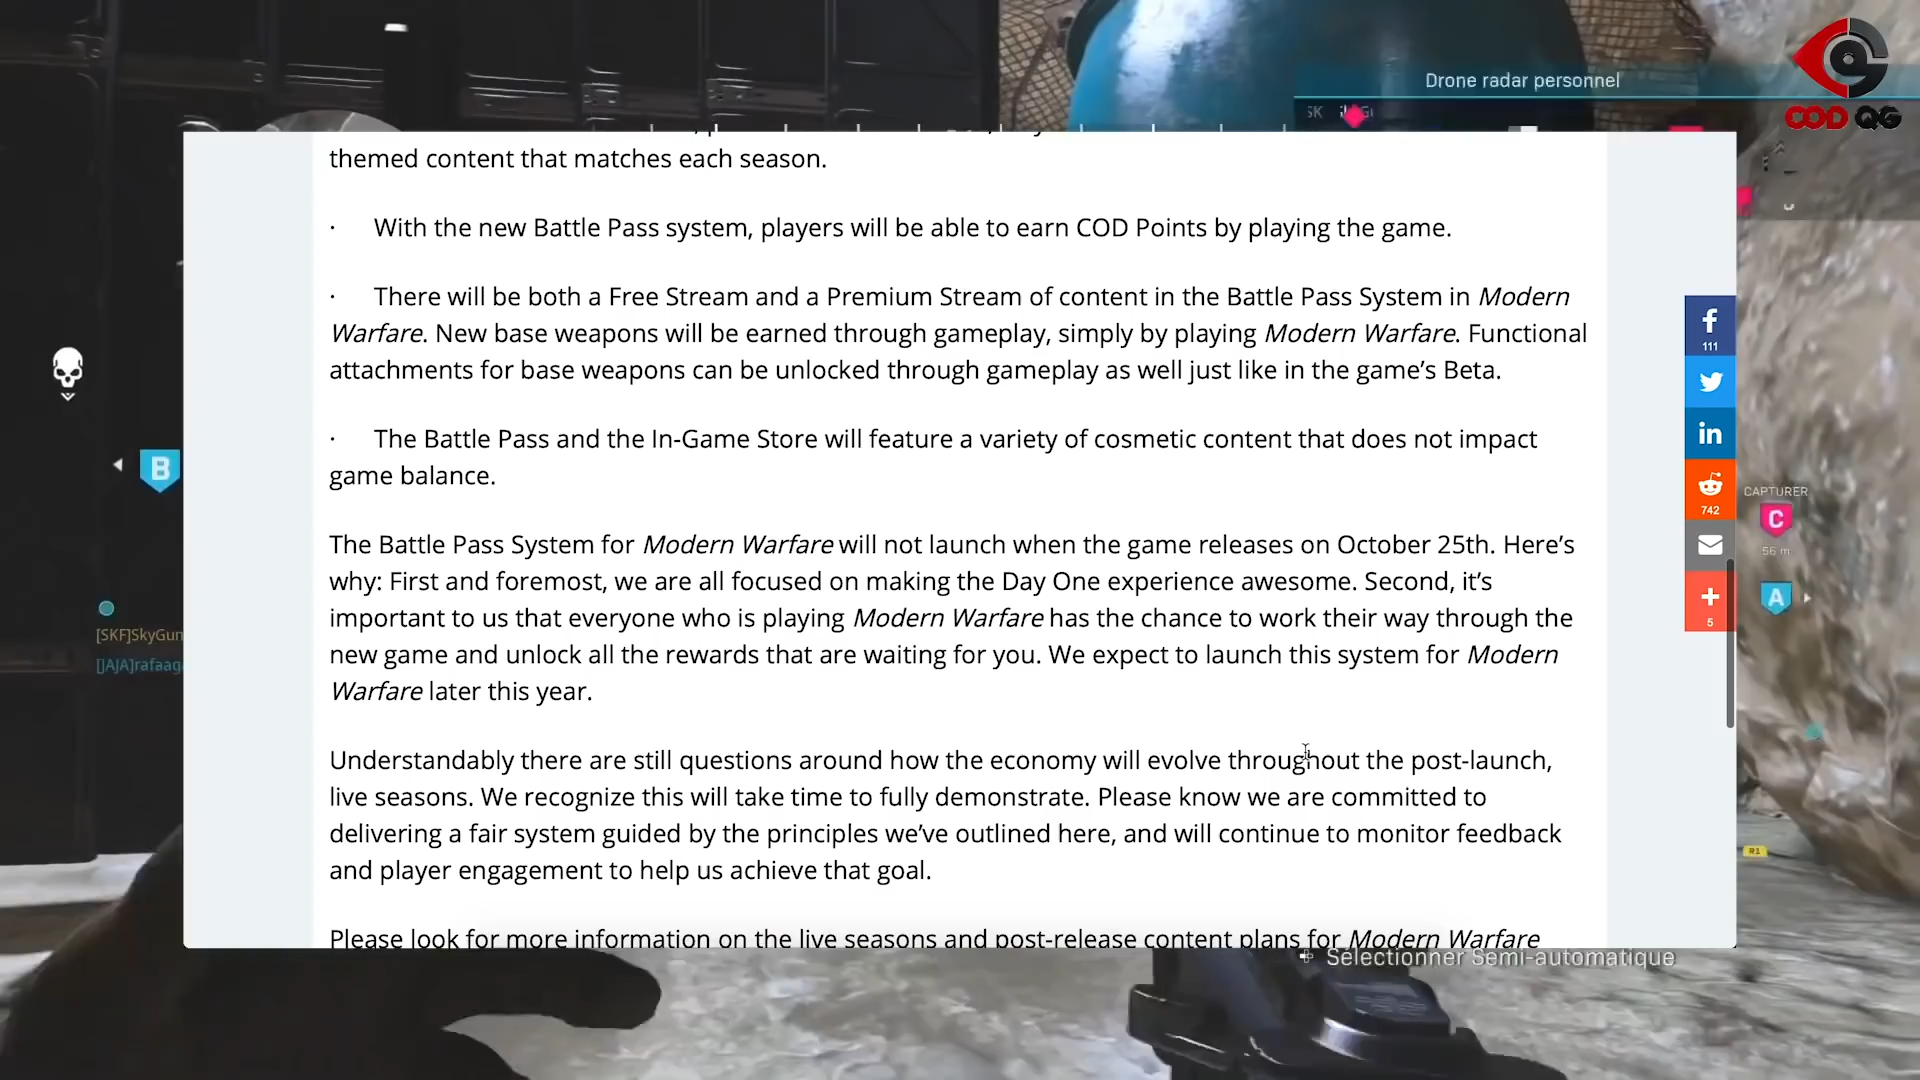 Drone radar personnel
SK
COD QG
themed content that matches each season.
· With the new Battle Pass system, players will be able to earn COD Points by playing the game.
· There will be both a Free Stream and a Premium Stream of content in the Battle Pass System in Modern
Warfare. New base weapons will be earned through gameplay, simply by playing Modern Warfare. Functional
attachments for base weapons can be unlocked through gameplay as well just like in the game’s Beta.
· The Battle Pass and the In-Game Store will feature a variety of cosmetic content that does not impact
game balance.
The Battle Pass System for Modern Warfare will not launch when the game releases on October 25th. Here’s
why: First and foremost, we are all focused on making the Day One experience awesome. Second, it’s
important to us that everyone who is playing Modern Warfare has the chance to work their way through the
new game and unlock all the rewards that are waiting for you. We expect to launch this system for Modern
Warfare later this year.
Understandably there are still questions around how the economy will evolve throughout the post-launch,
live seasons. We recognize this will take time to fully demonstrate. Please know we are committed to
delivering a fair system guided by the principles we’ve outlined here, and will continue to monitor feedback
and player engagement to help us achieve that goal.
Please look for more information on the live seasons and post-release content plans for Modern Warfare
111
742
5
B
[SKF]SkyGun
[JAJA]rafaaga
CAPTURER
C
56 m
A
R1
Sélectionner Semi-automatique